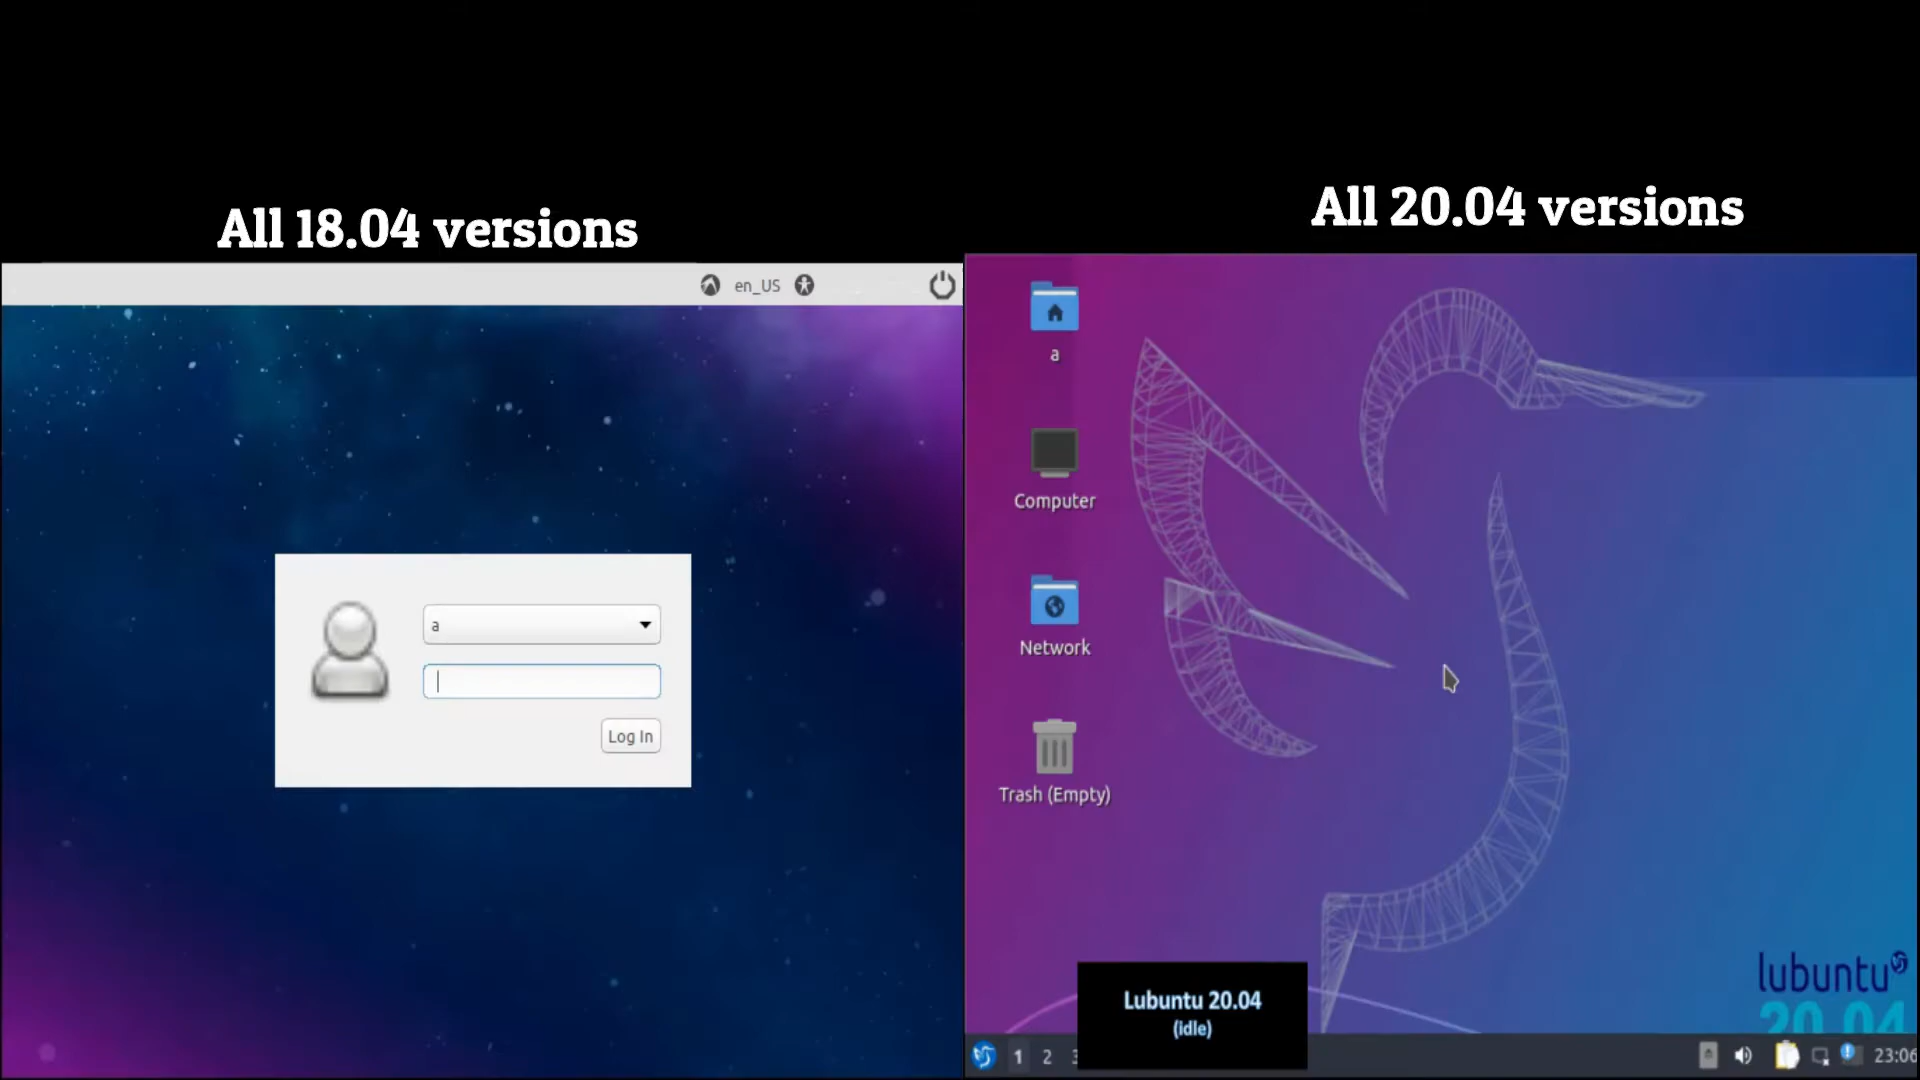 All 18.04 versions
All 20.04 versions
en_US
a
Log In
a
Computer
Network
Trash (Empty)
lubuntu
20.04
Lubuntu 20.04
(idle)
1
2
3
23:06